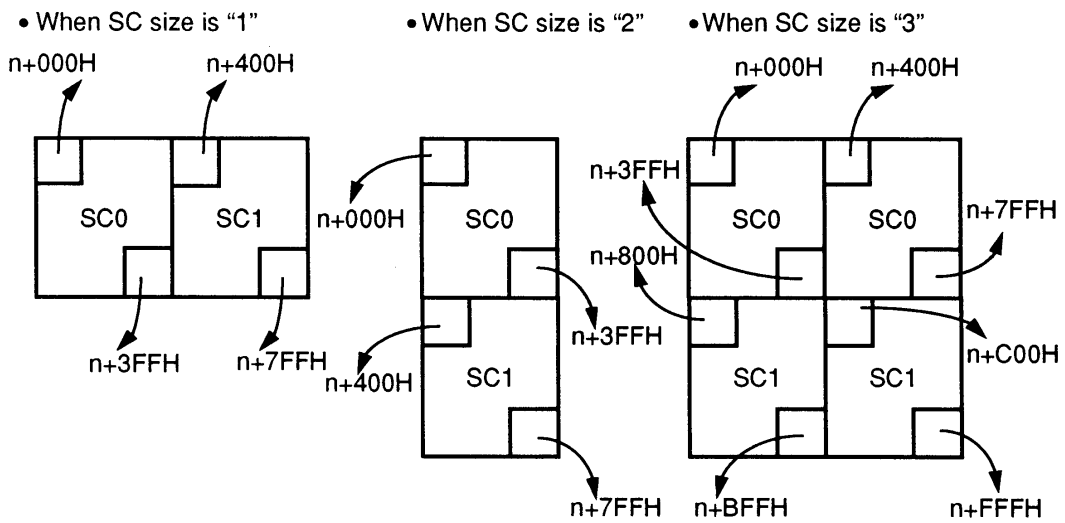 • When SC size is “1”
n+000H
n+400H
SC0
SC1
n+3FFH
n+7FFH
• When SC size is “2”
n+000H
SC0
n+3FFH
n+400H
SC1
n+7FFH
• When SC size is “3”
n+000H
n+400H
n+3FFH
SC0
SC0
n+7FFH
n+800H
n+C00H
SC1
SC1
n+BFFH
n+FFFH